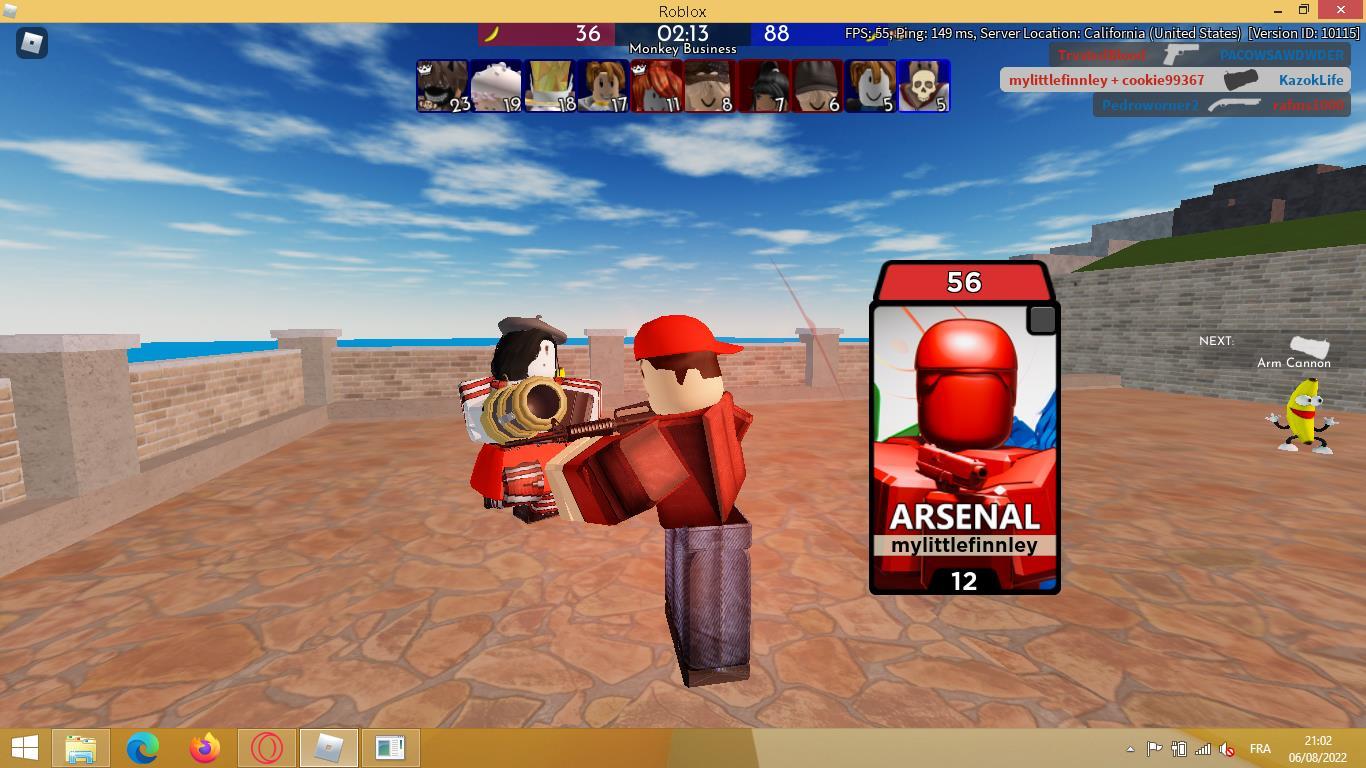 Roblox
36 02:13 88
Monkey Business
FPS: 55, Ping: 149 ms, Server Location: California (United States) [Version ID: 10115]
23 19 18 17 11 8 7 6 5 5
TrustedBlood PACOWSAWDWDER
mylittlefinnley + cookie99367 KazokLife
Pedroworner2
56
NEXT:
Arm Cannon
ARSENAL
mylittlefinnley
12
FRA
21:02
06/08/2022